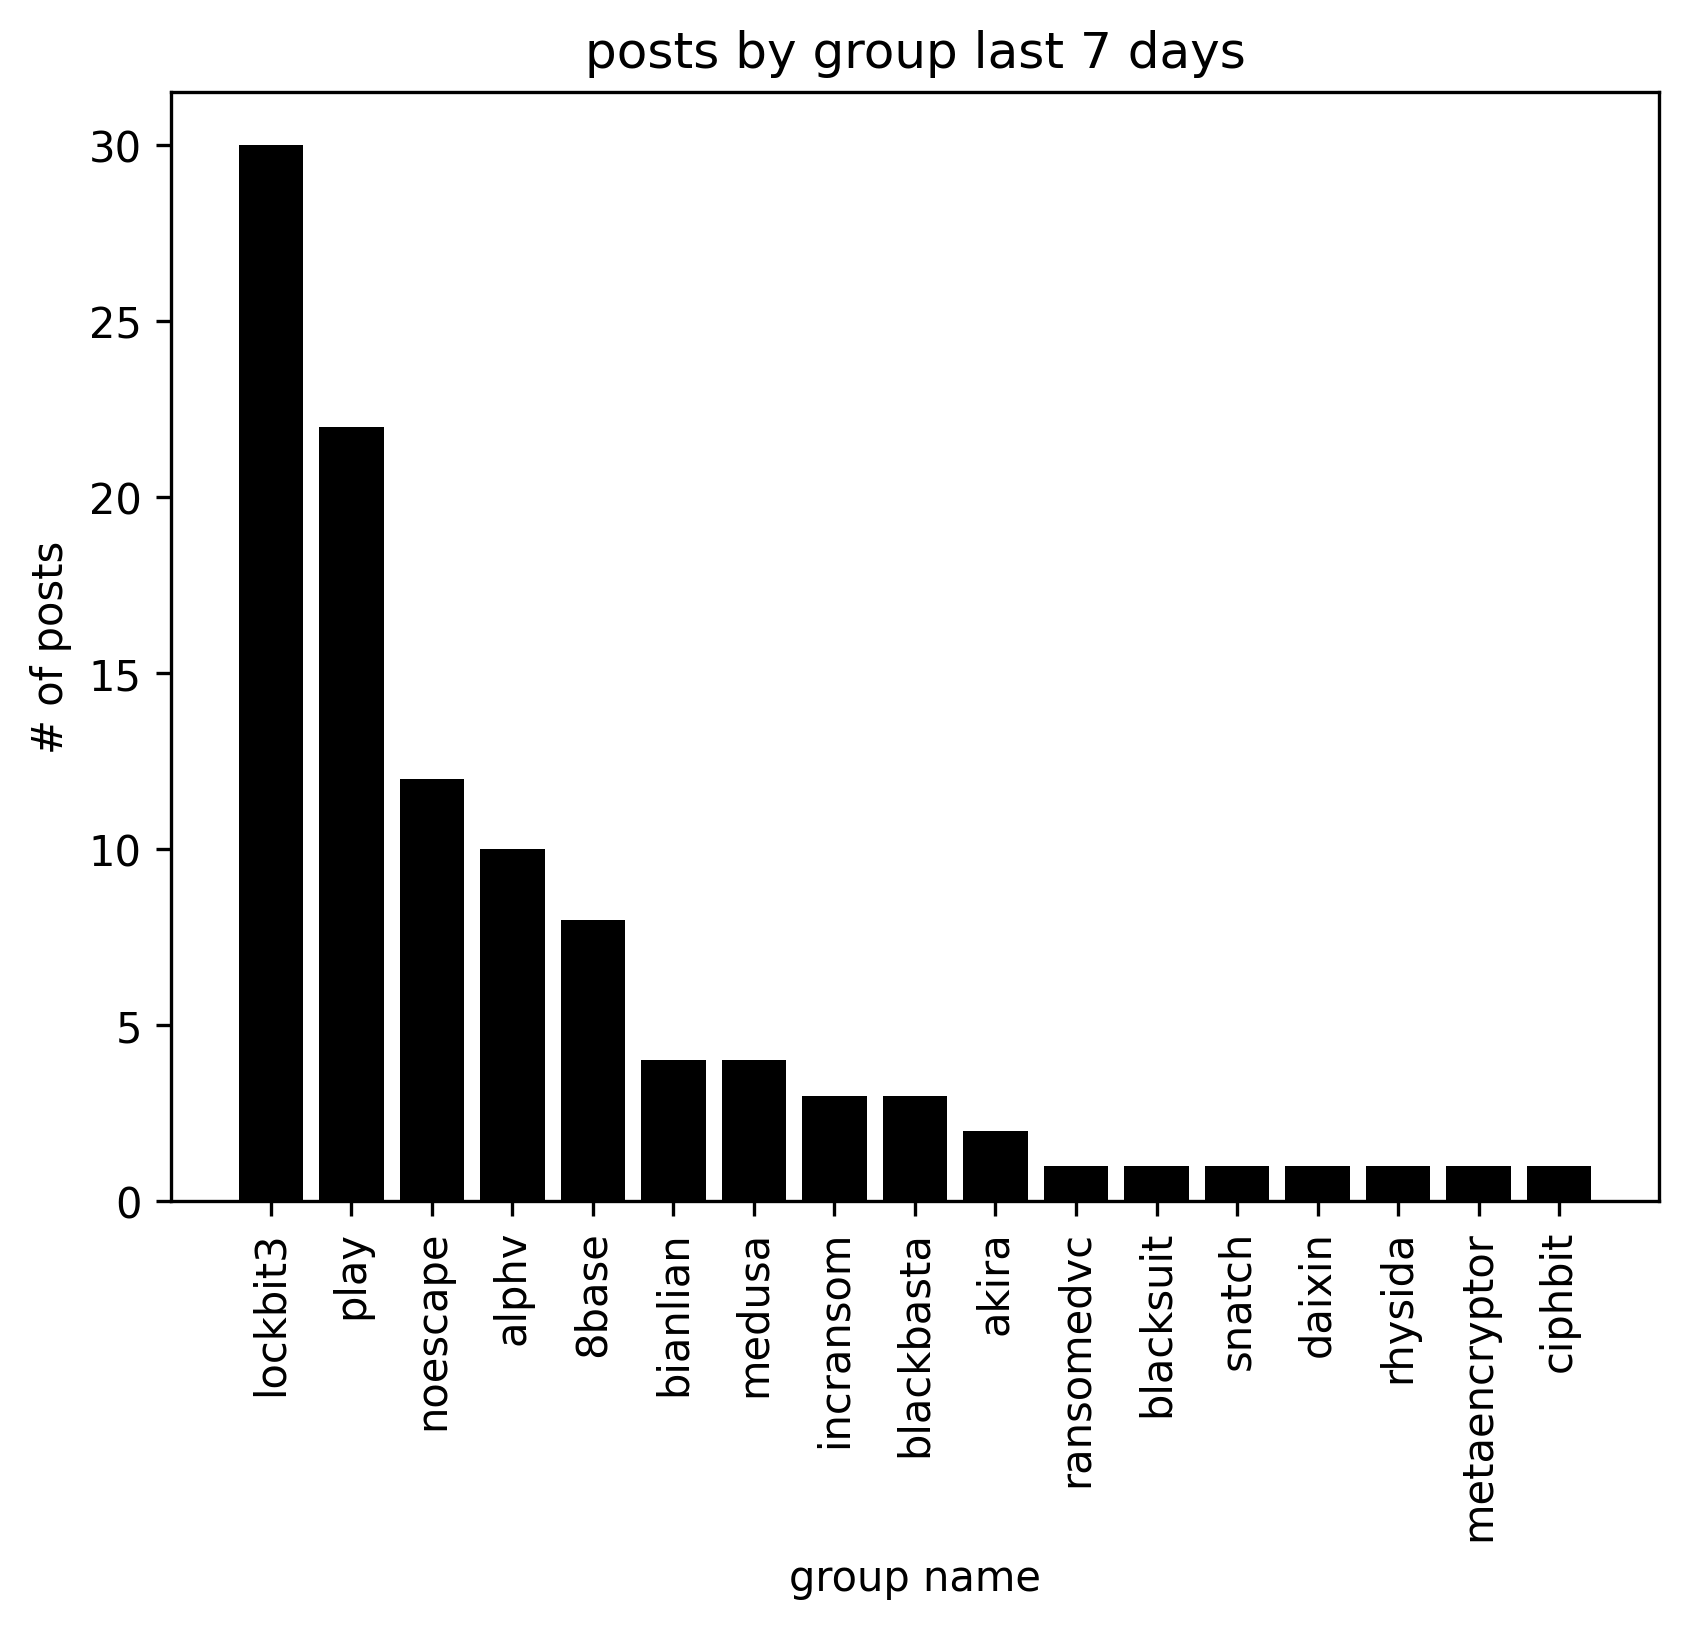 posts by group last 7 days
30
25
20
15
10
5
0
# of posts
lockbit3
play
noescape
alphv
8base
bianlian
medusa
incransom
blackbasta
akira
ransomedvc
blacksuit
snatch
daixin
rhysida
metaencryptor
ciphbit
group name